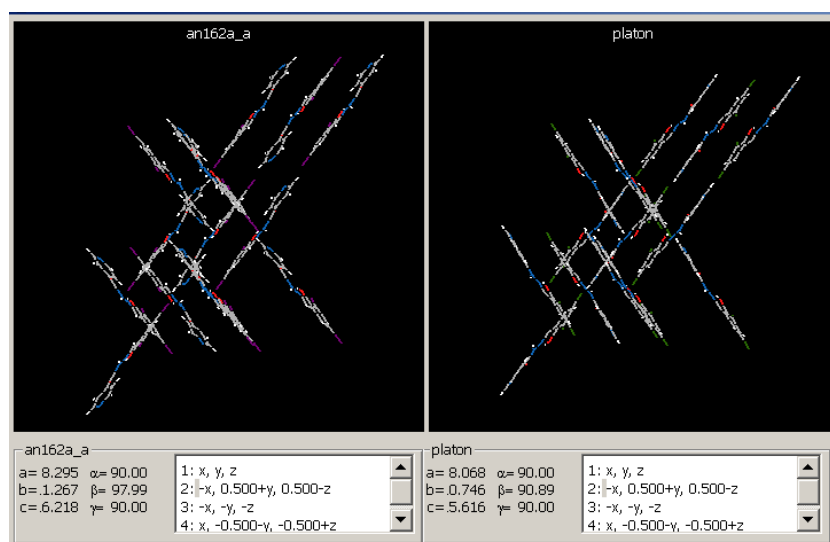 an162a_a
platon
an162a_a
a= 8.295 α= 90.00
b=.1.267 β= 97.99
c=.6.218 γ= 90.00
1: x, y, z
2: -x, 0.500+y, 0.500-z
3: -x, -y, -z
4: x, -0.500-y, -0.500+z
platon
a= 8.068 α= 90.00
b=.0.746 β= 90.89
c=.5.616 γ= 90.00
1: x, y, z
2: -x, 0.500+y, 0.500-z
3: -x, -y, -z
4: x, -0.500-y, -0.500+z